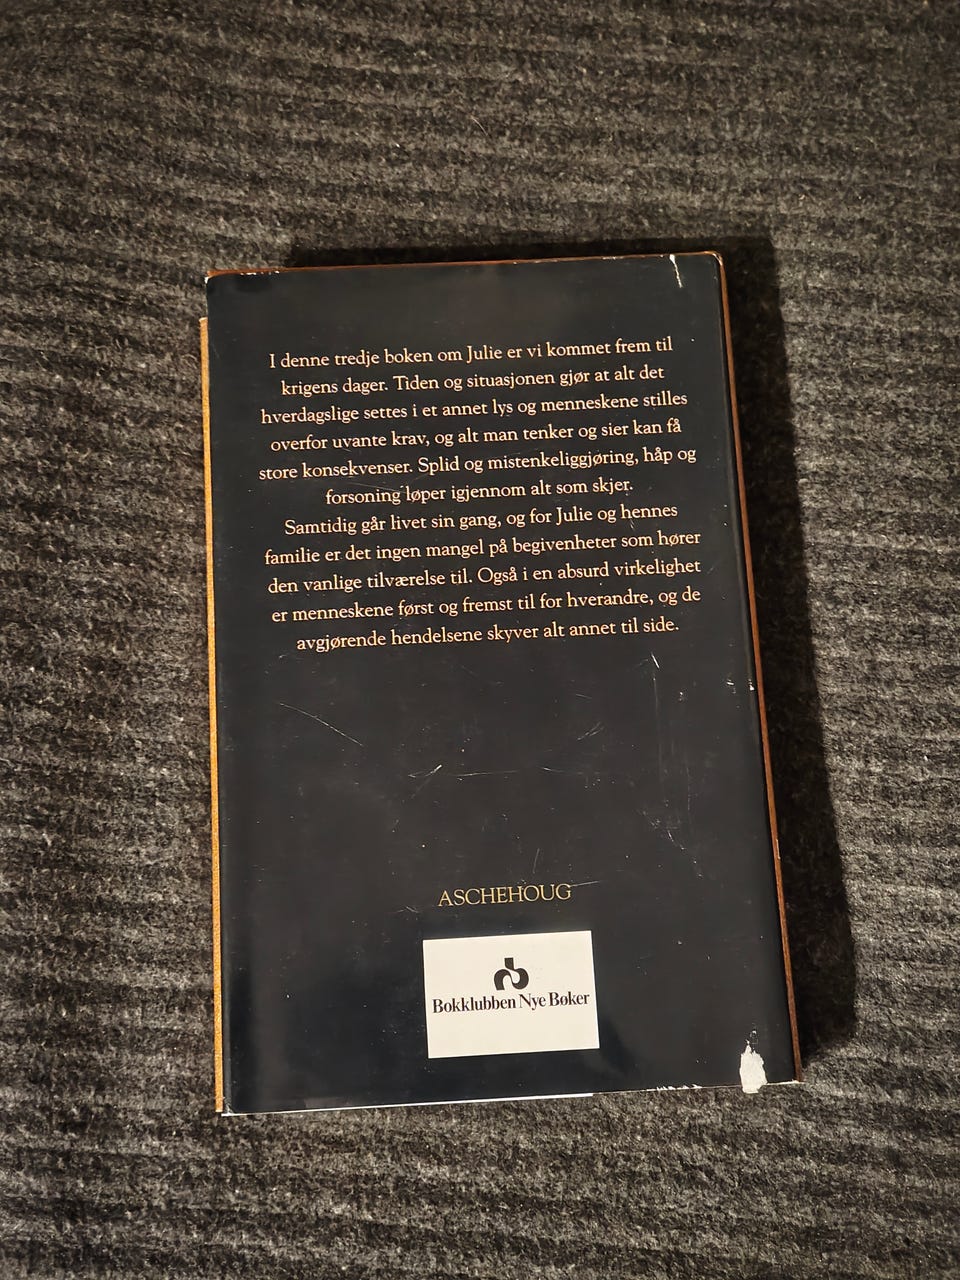 I denne tredje boken om Julie er vi kommet frem til
krigens dager. Tiden og situasjonen gjør at alt det
hverdagslige settes i et annet lys og menneskene stilles
overfor uvante krav, og alt man tenker og sier kan få
store konsekvenser. Splid og mistenkeliggjøring, håp og
forsoning løper igjennom alt som skjer.
Samtidig går livet sin gang, og for Julie og hennes
familie er det ingen mangel på begivenheter som hører
den vanlige tilværelse til. Også i en absurd virkelighet
er menneskene først og fremst til for hverandre, og de
avgjørende hendelsene skyver alt annet til side.
ASCHEHOUG
Bokklubben Nye Bøker